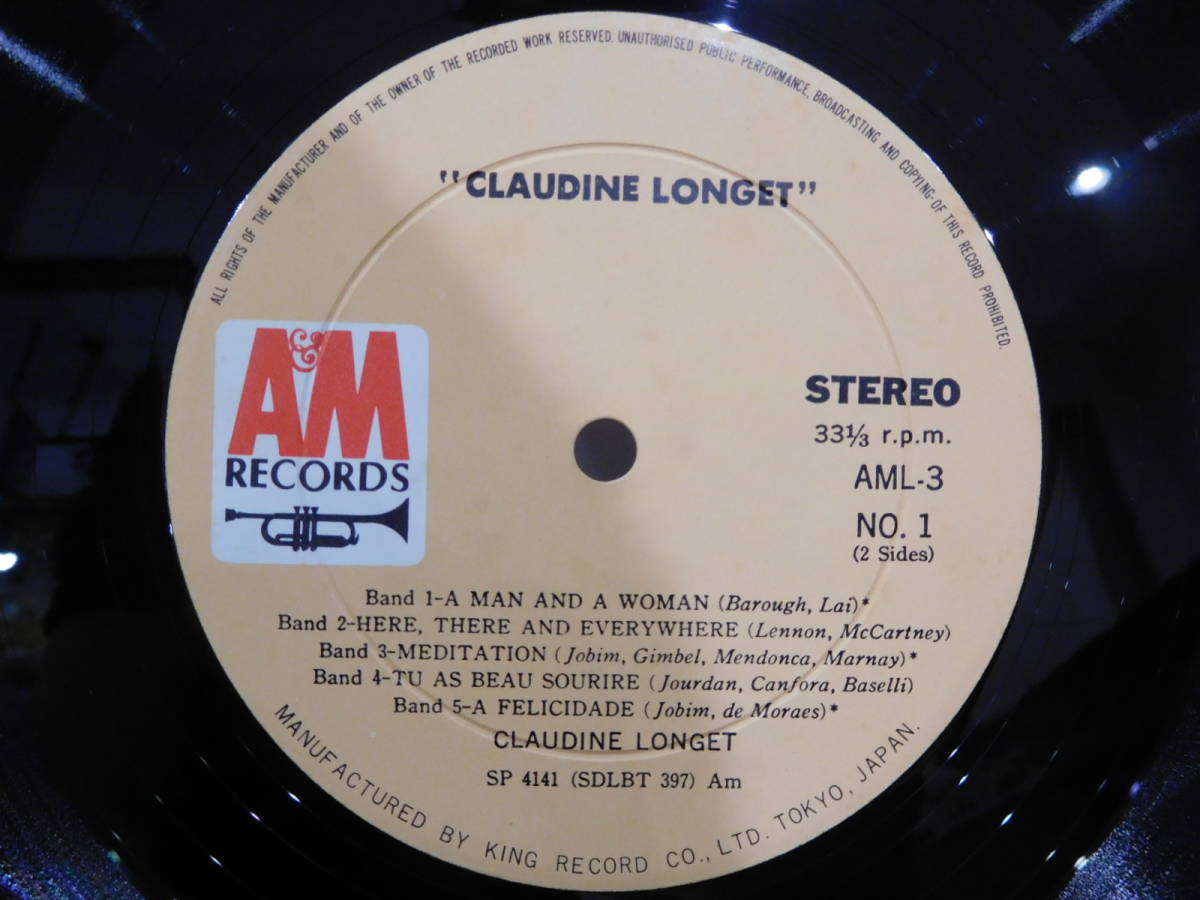 ALL RIGHTS OF THE MANUFACTURER AND OF THE OWNER OF THE RECORDED WORK RESERVED. UNAUTHORISED PUBLIC PERFORMANCE, BROADCASTING AND COPYING OF THIS RECORD PROHIBITED.
"CLAUDINE LONGET"
A&M
RECORDS
STEREO
33⅓ r.p.m.
AML-3
NO. 1
(2 Sides)
Band 1-A MAN AND A WOMAN (Barough, Lai)*
Band 2-HERE, THERE AND EVERYWHERE (Lennon, McCartney)
Band 3-MEDITATION (Jobim, Gimbel, Mendonca, Marnay)*
Band 4-TU AS BEAU SOURIRE (Jourdan, Canfora, Baselli)
Band 5-A FELICIDADE (Jobim, de Moraes)*
CLAUDINE LONGET
SP 4141 (SDLBT 397) Am
MANUFACTURED BY KING RECORD CO., LTD. TOKYO, JAPAN.